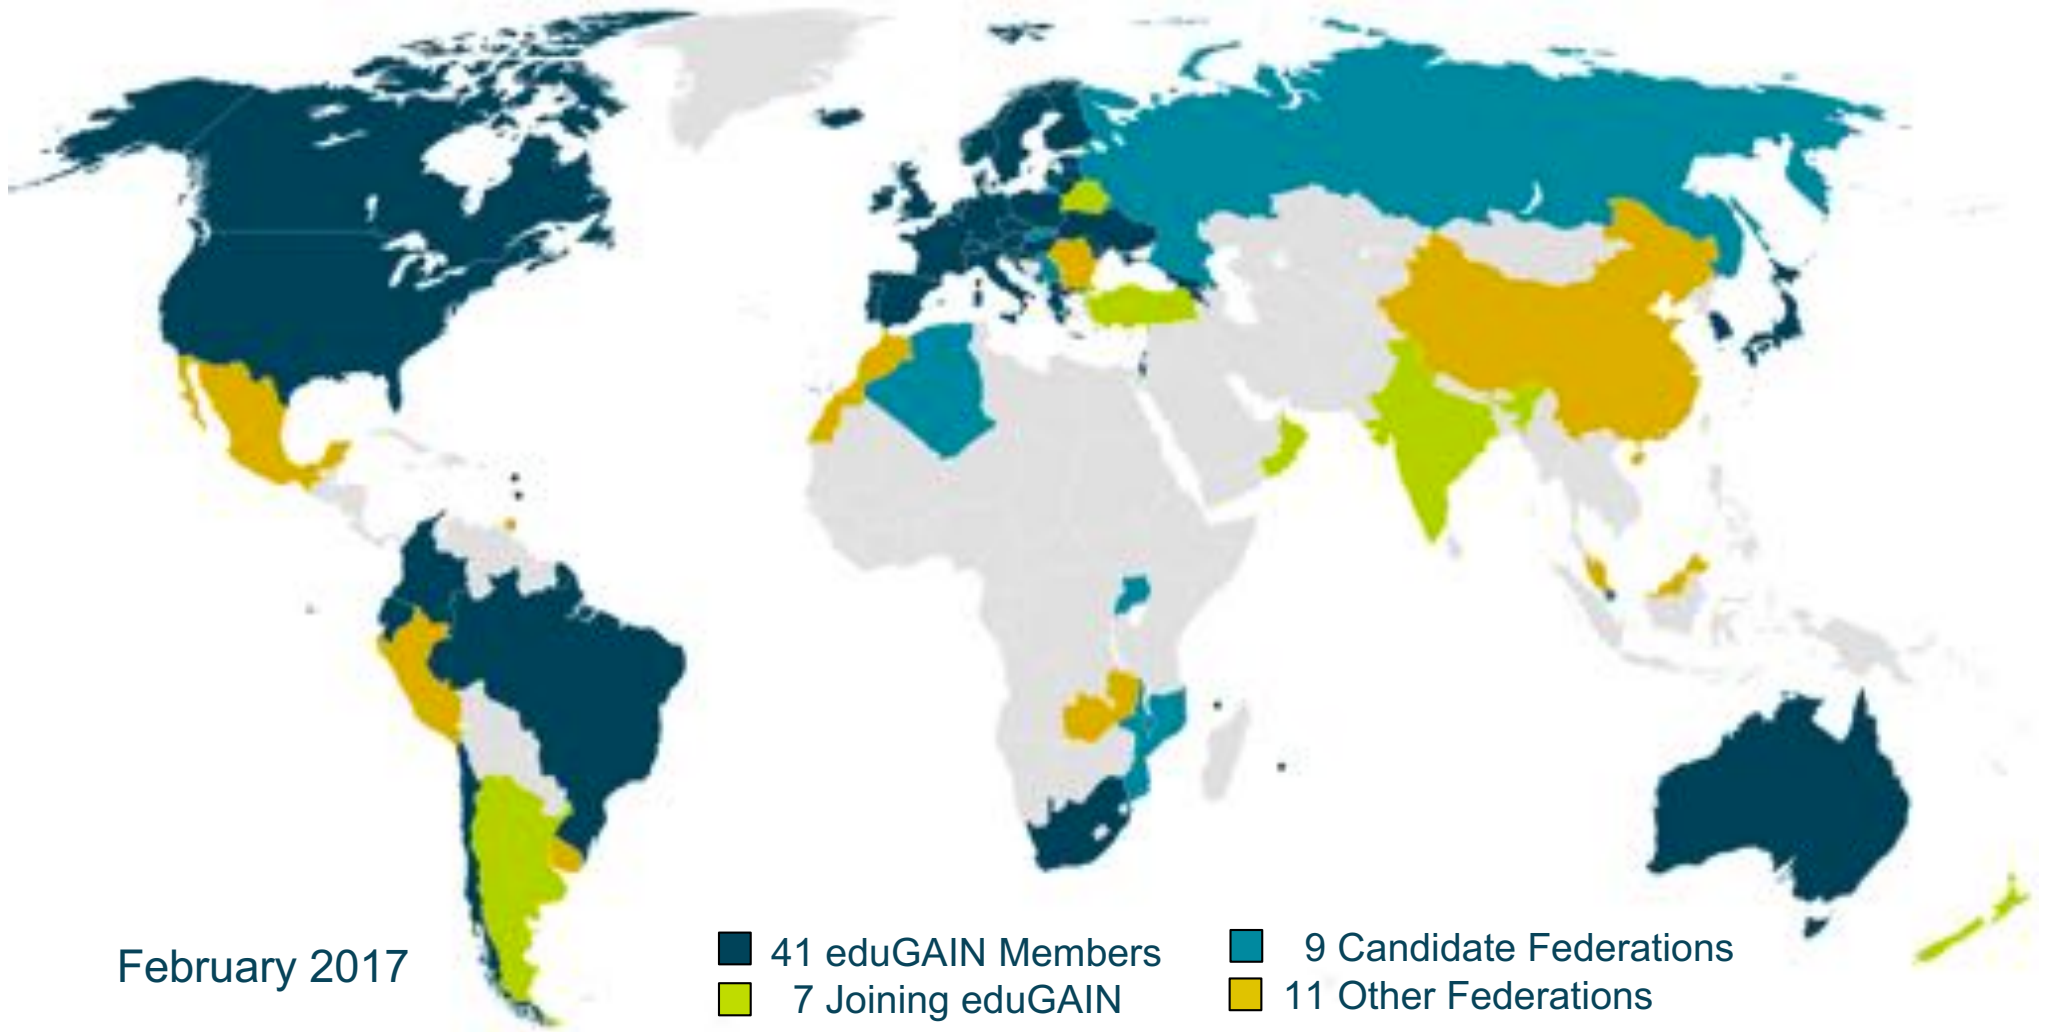 February 2017
41 eduGAIN Members
7 Joining eduGAIN
9 Candidate Federations
11 Other Federations